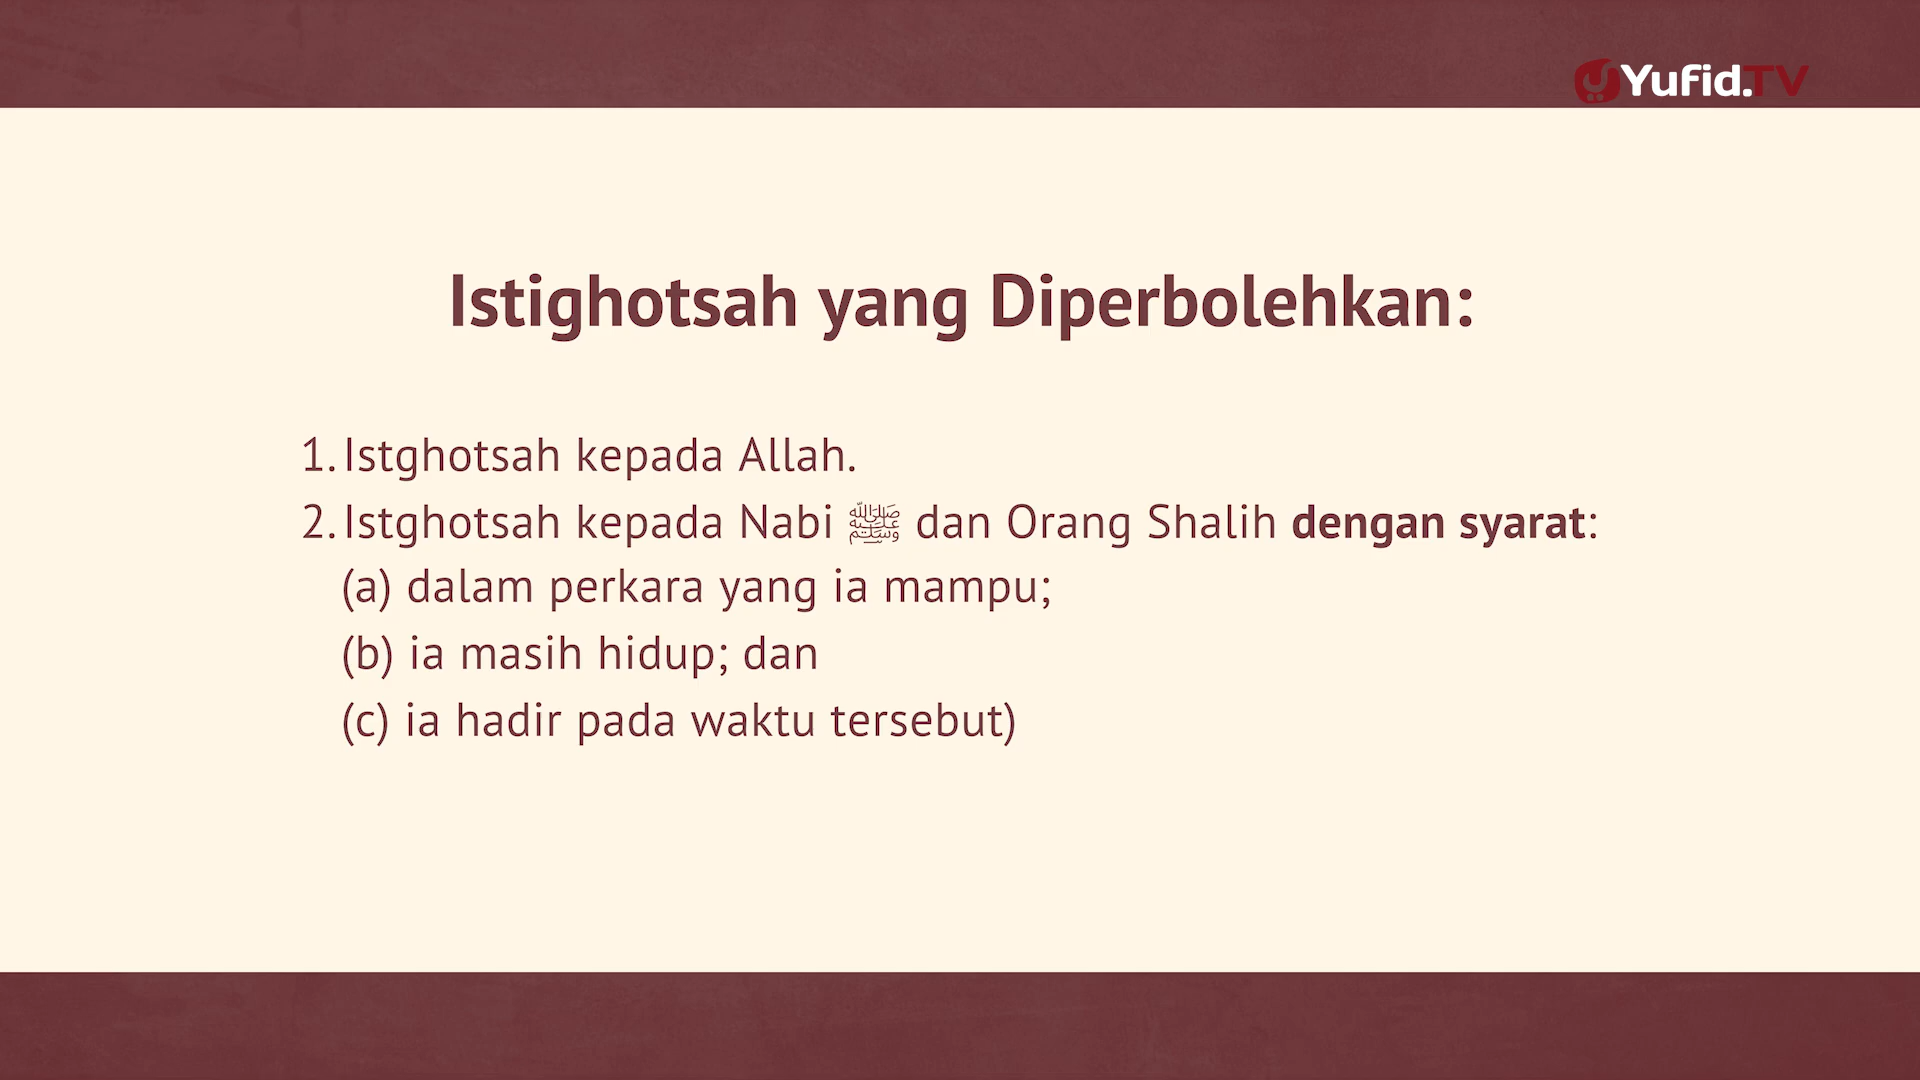 Yufid.TV
Istighotsah yang Diperbolehkan:
1. Istghotsah kepada Allah.
2. Istghotsah kepada Nabi ﷺ dan Orang Shalih dengan syarat:
(a) dalam perkara yang ia mampu;
(b) ia masih hidup; dan
(c) ia hadir pada waktu tersebut)